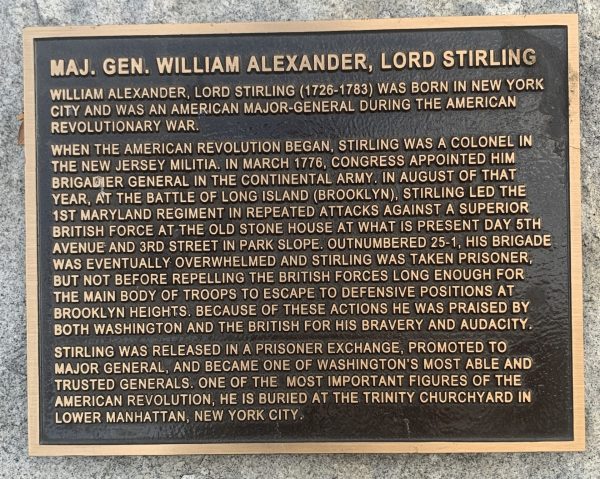 MAJ. GEN. WILLIAM ALEXANDER, LORD STIRLING
WILLIAM ALEXANDER, LORD STIRLING (1726-1783) WAS BORN IN NEW YORK
CITY AND WAS AN AMERICAN MAJOR-GENERAL DURING THE AMERICAN
REVOLUTIONARY WAR.
WHEN THE AMERICAN REVOLUTION BEGAN, STIRLING WAS A COLONEL IN
THE NEW JERSEY MILITIA. IN MARCH 1776, CONGRESS APPOINTED HIM
BRIGADIER GENERAL IN THE CONTINENTAL ARMY. IN AUGUST OF THAT
YEAR, AT THE BATTLE OF LONG ISLAND (BROOKLYN), STIRLING LED THE
1ST MARYLAND REGIMENT IN REPEATED ATTACKS AGAINST A SUPERIOR
BRITISH FORCE AT THE OLD STONE HOUSE AT WHAT IS PRESENT DAY 5TH
AVENUE AND 3RD STREET IN PARK SLOPE. OUTNUMBERED 25-1, HIS BRIGADE
WAS EVENTUALLY OVERWHELMED AND STIRLING WAS TAKEN PRISONER,
BUT NOT BEFORE REPELLING THE BRITISH FORCES LONG ENOUGH FOR
THE MAIN BODY OF TROOPS TO ESCAPE TO DEFENSIVE POSITIONS AT
BROOKLYN HEIGHTS. BECAUSE OF THESE ACTIONS HE WAS PRAISED BY
BOTH WASHINGTON AND THE BRITISH FOR HIS BRAVERY AND AUDACITY.
STIRLING WAS RELEASED IN A PRISONER EXCHANGE, PROMOTED TO
MAJOR GENERAL, AND BECAME ONE OF WASHINGTON'S MOST ABLE AND
TRUSTED GENERALS. ONE OF THE MOST IMPORTANT FIGURES OF THE
AMERICAN REVOLUTION, HE IS BURIED AT THE TRINITY CHURCHYARD IN
LOWER MANHATTAN, NEW YORK CITY.